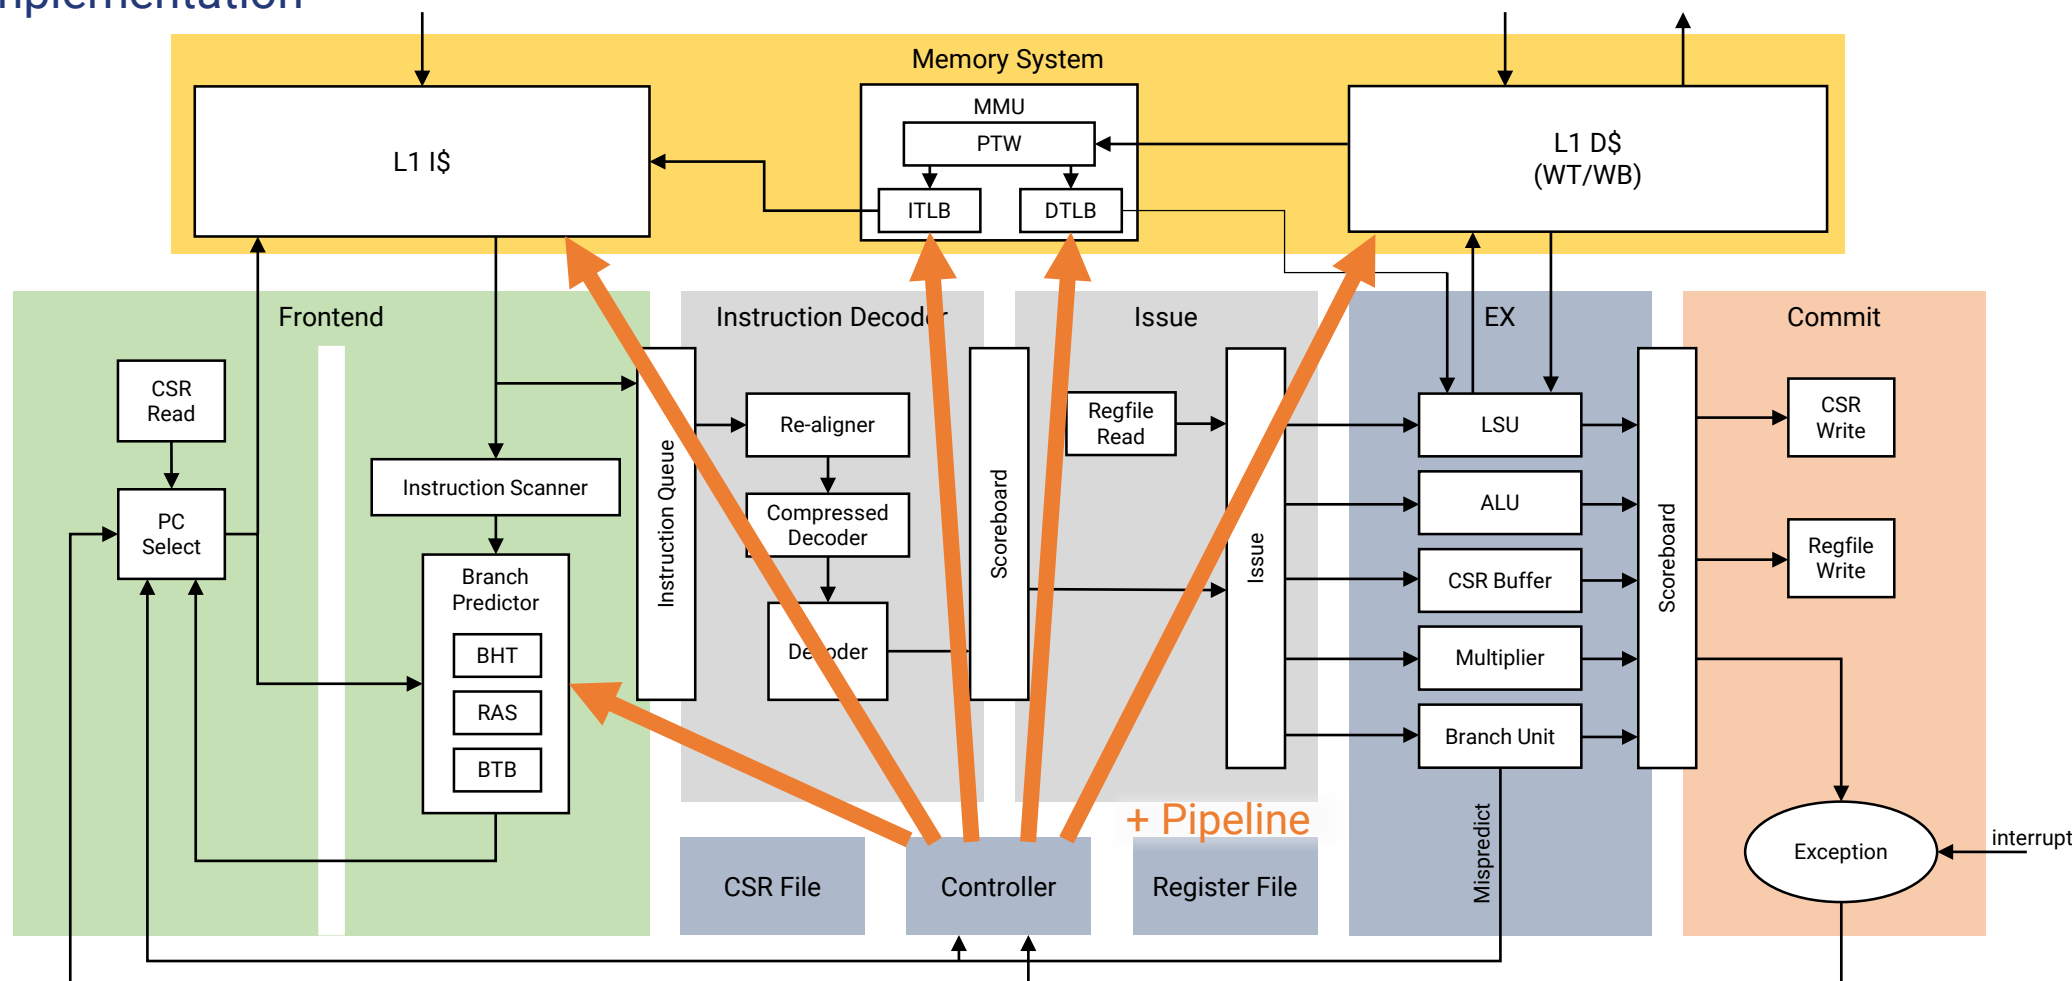 nplementation
Memory System
L1 I$
MMU
PTW
ITLB
DTLB
L1 D$
(WT/WB)
Frontend
CSR
Read
PC
Select
Instruction Scanner
Branch
Predictor
BHT
RAS
BTB
Instruction Queue
Instruction Decoder
Re-aligner
Compressed
Decoder
Decoder
Scoreboard
Issue
Regfile
Read
Issue
EX
LSU
ALU
CSR Buffer
Multiplier
Branch Unit
Mispredict
Scoreboard
Commit
CSR
Write
Regfile
Write
Exception
interrupt
+ Pipeline
CSR File
Controller
Register File